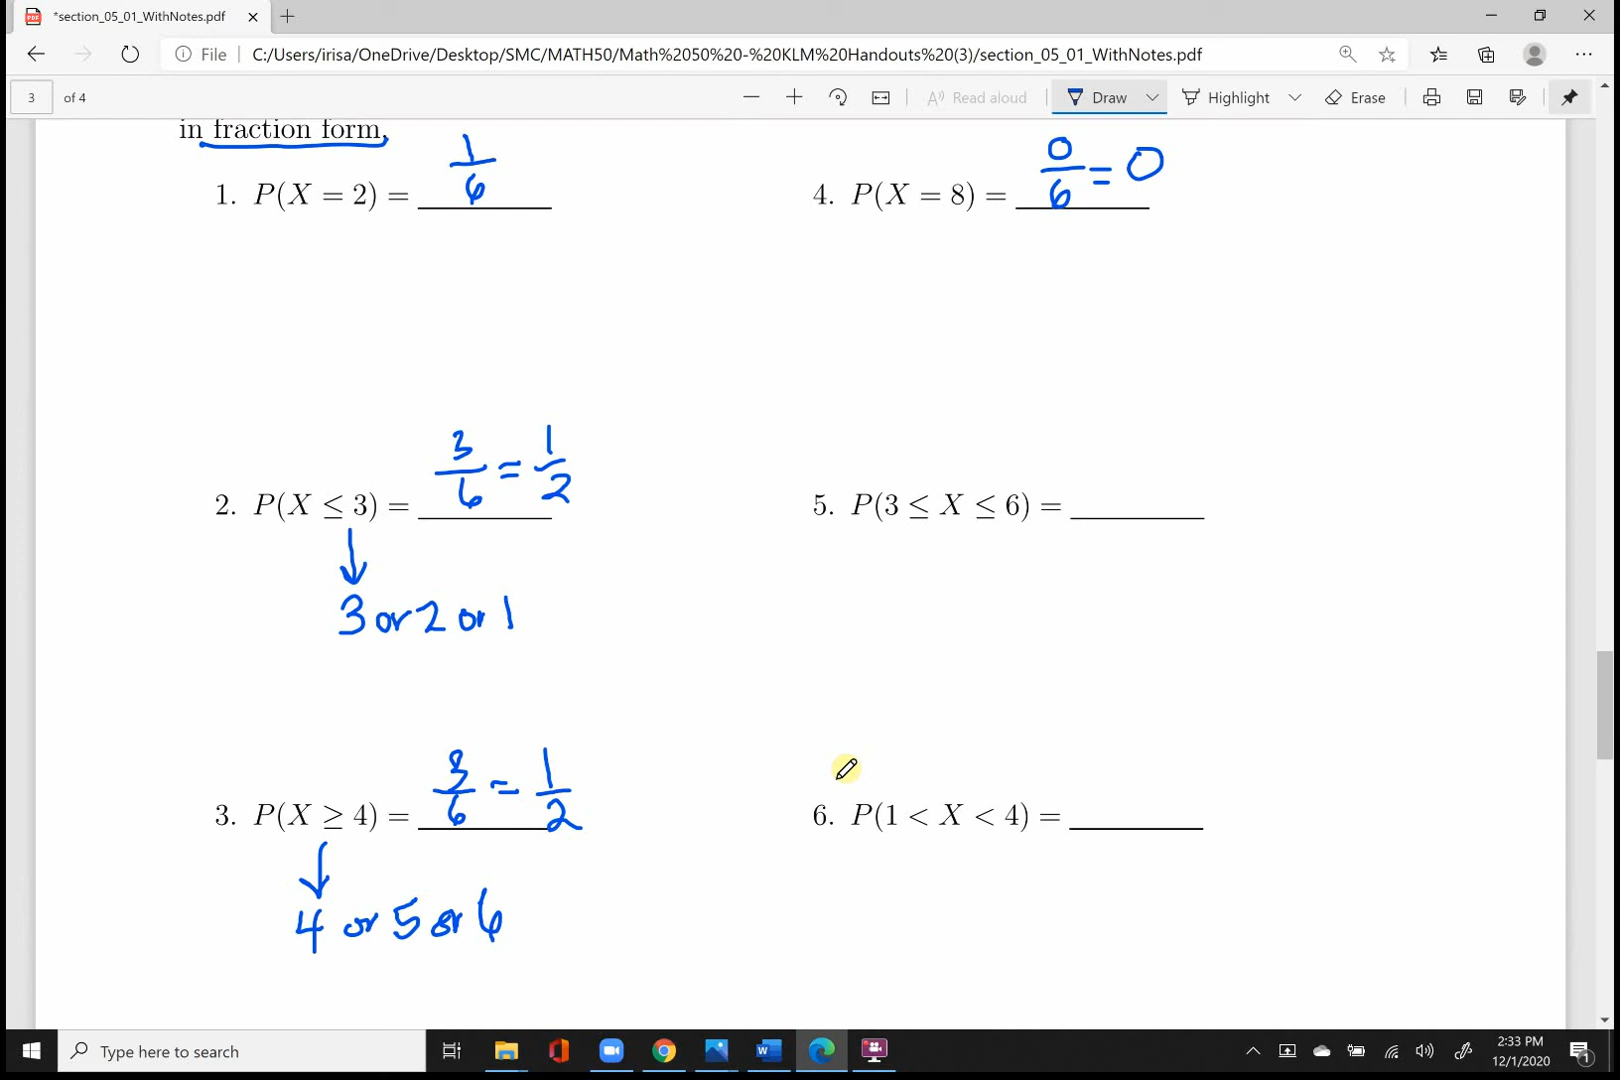 *section_05_01_WithNotes.pdf
File C:/Users/irisa/OneDrive/Desktop/SMC/MATH50/Math%2050%20-%20KLM%20Handouts%20(3)/section_05_01_WithNotes.pdf
3 of 4 Read aloud Draw Highlight Erase
in fraction form,
1. P(X = 2) = 1/6
4. P(X = 8) = 0/6 = 0
2. P(X ≤ 3) = 3/6 = 1/2
3 or 2 or 1
5. P(3 ≤ X ≤ 6) = ________
3. P(X ≥ 4) = 3/6 = 1/2
4 or 5 or 6
6. P(1 < X < 4) = ________
Type here to search
2:33 PM
12/1/2020
1